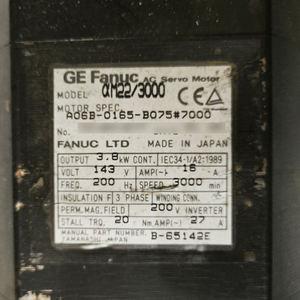 GE Fanuc AC Servo Motor
MODEL αM22/3000
MOTOR SPEC.
A06B-0165-B075#7000
NO.
FANUC LTD MADE IN JAPAN
OUTPUT 3.8 kW CONT. IEC34-1/A2:1989
VOLT 143 V AMP(~) 16 A
FREQ. 200 Hz SPEED 3000 min
INSULATION F 3 PHASE WINDING CONN.
PERM.MAG.FIELD 200 V INVERTER
STALL TRQ. 20 Nm AMP(~) 27 A
MANUAL PART NUMBER B-65142E
YAMANASHI JAPAN